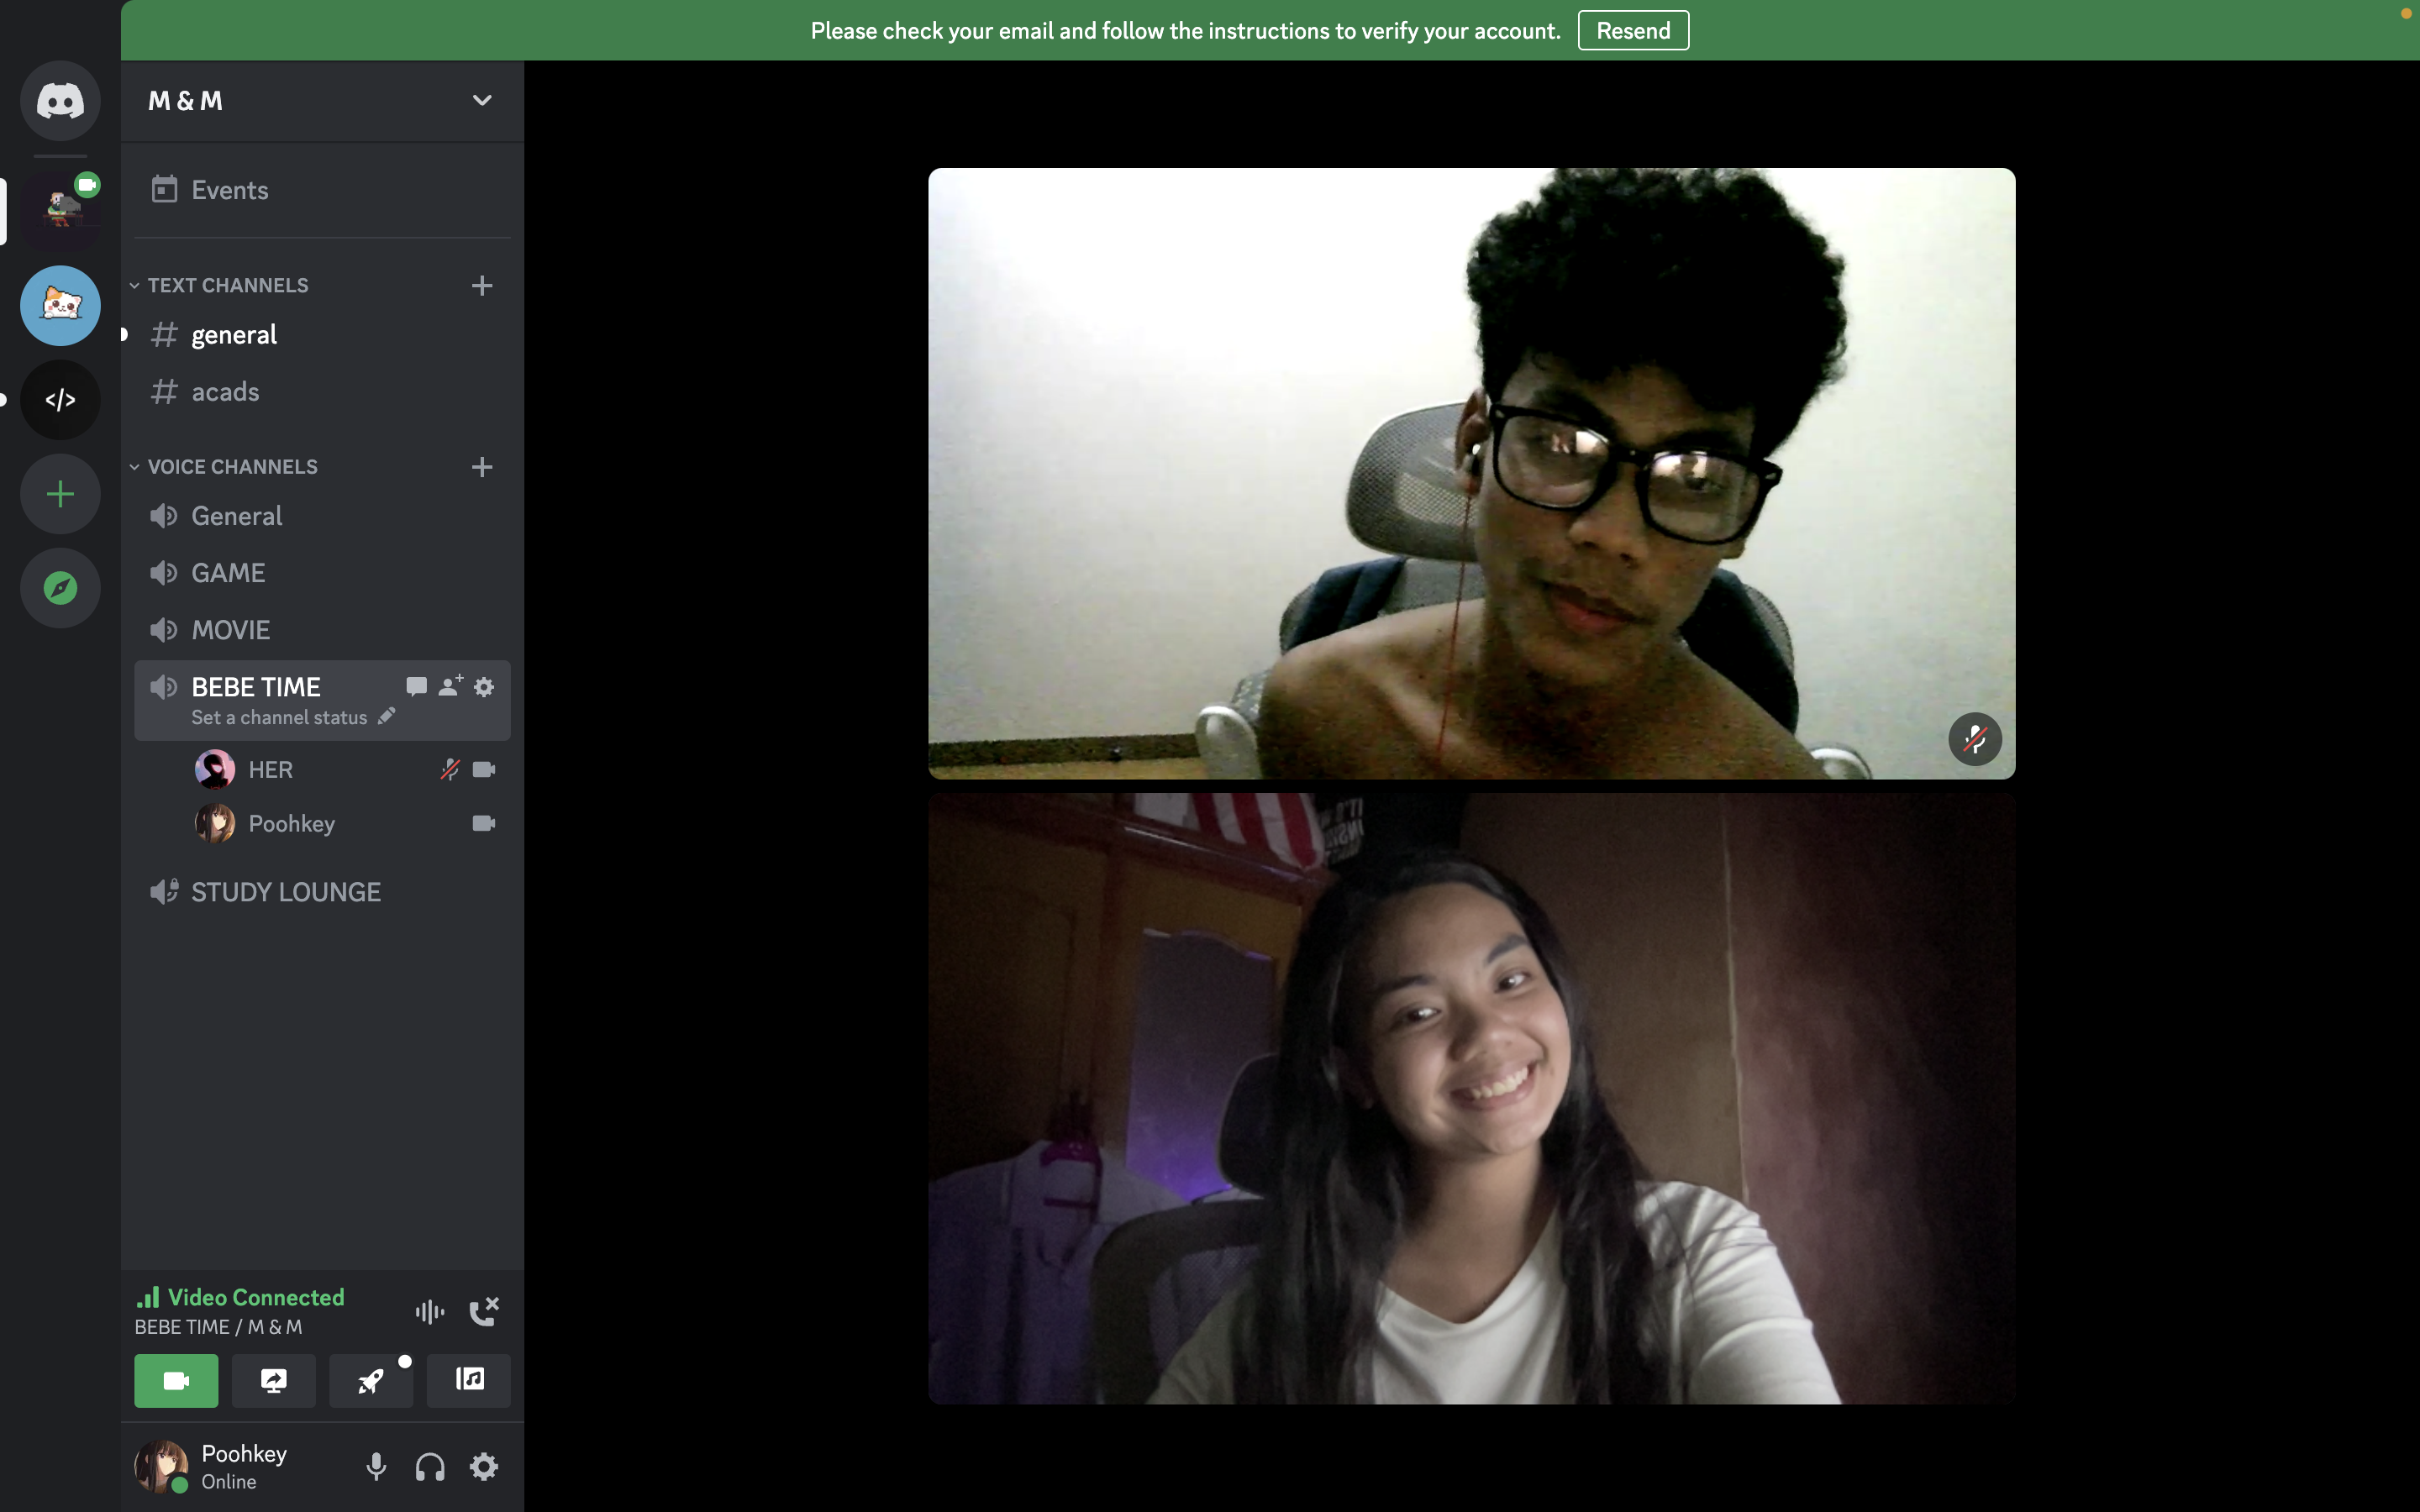 Please check your email and follow the instructions to verify your account. Resend
M & M
Events
TEXT CHANNELS
general
acads
VOICE CHANNELS
General
GAME
MOVIE
BEBE TIME
Set a channel status
HER
Poohkey
STUDY LOUNGE
Video Connected
BEBE TIME / M & M
Poohkey
Online